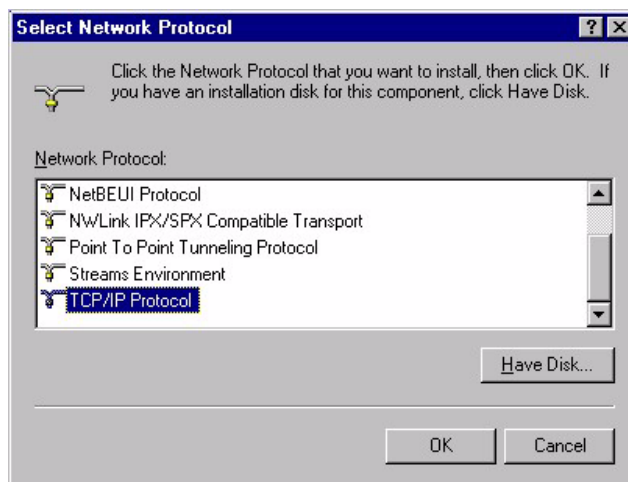 Select Network Protocol
Click the Network Protocol that you want to install, then click OK. If
you have an installation disk for this component, click Have Disk.
Network Protocol:
NetBEUI Protocol
NWLink IPX/SPX Compatible Transport
Point To Point Tunneling Protocol
Streams Environment
TCP/IP Protocol
Have Disk...
OK
Cancel